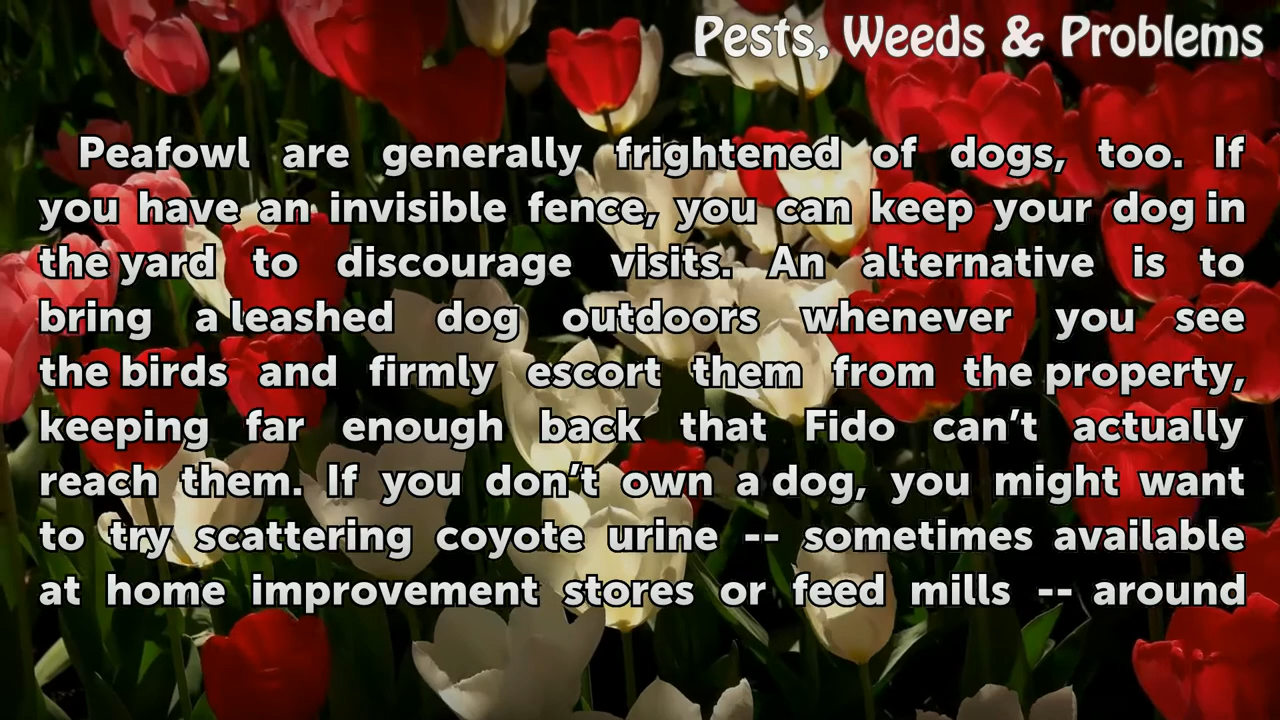 Pests, Weeds & Problems
Peafowl are generally frightened of dogs, too. If
you have an invisible fence, you can keep your dog in
the yard to discourage visits. An alternative is to
bring a leashed dog outdoors whenever you see
the birds and firmly escort them from the property,
keeping far enough back that Fido can’t actually
reach them. If you don’t own a dog, you might want
to try scattering coyote urine -- sometimes available
at home improvement stores or feed mills -- around